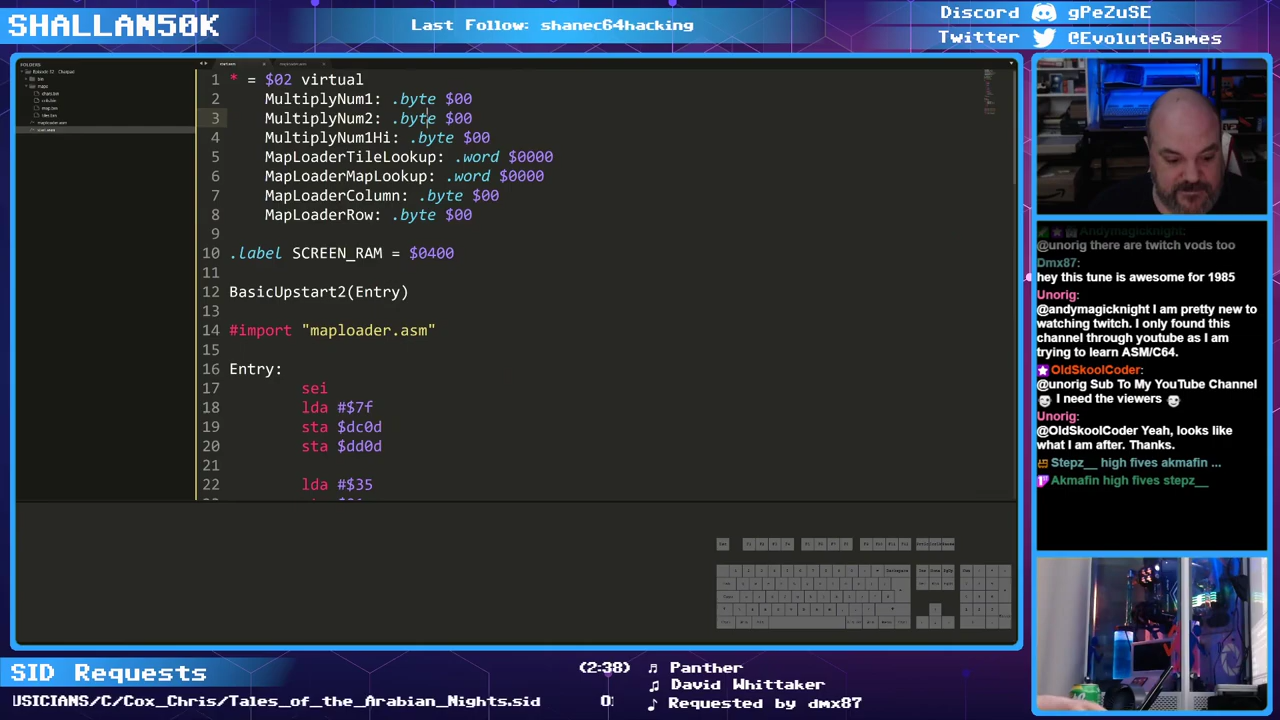 SHALLAN50K
Last Follow: shanec64hacking
Discord gPeZuSE
Twitter @EvoluteGames
FOLDERS
1 * = $02 virtual
2 MultiplyNum1: .byte $00
3 MultiplyNum2: .byte $00
4 MultiplyNum1Hi: .byte $00
5 MapLoaderTileLookup: .word $0000
6 MapLoaderMapLookup: .word $0000
7 MapLoaderColumn: .byte $00
8 MapLoaderRow: .byte $00
9
10 .label SCREEN_RAM = $0400
11
12 BasicUpstart2(Entry)
13
14 #import "maploader.asm"
15
16 Entry:
17 sei
18 lda #$7f
19 sta $dc0d
20 sta $dd0d
21
22 lda #$35
Andymagicknight:
@unorig there are twitch vods too
Dmx87:
hey this tune is awesome for 1985
Unorig:
@andymagicknight I am pretty new to
watching twitch. I only found this
channel through youtube as I am
trying to learn ASM/C64.
OldSkoolCoder:
@unorig Sub To My YouTube Channel
I need the viewers
Unorig:
@OldSkoolCoder Yeah, looks like
what I am after. Thanks.
Stepz__ high fives akmafin ...
Akmafin high fives stepz__
SID Requests
USICIANS/C/Cox_Chris/Tales_of_the_Arabian_Nights.sid
(2:38) Panther
David Whittaker
Requested by dmx87